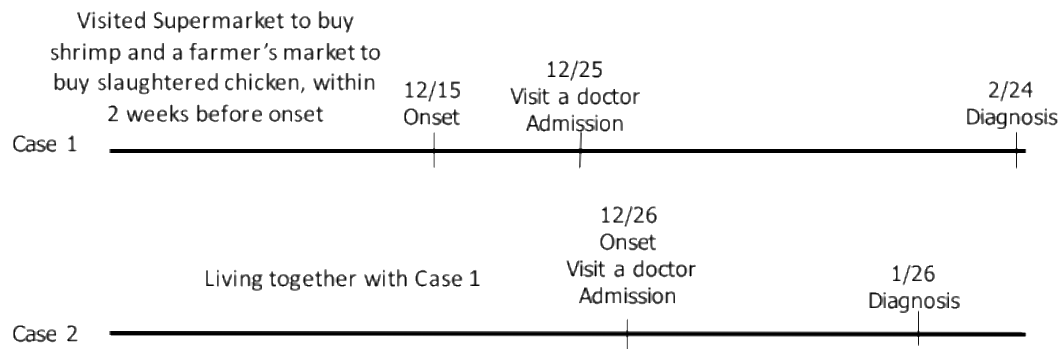 Visited Supermarket to buy
shrimp and a farmer's market to
buy slaughtered chicken, within
2 weeks before onset
12/15
Onset
12/25
Visit a doctor
Admission
2/24
Diagnosis
Case 1
12/26
Onset
Visit a doctor
Admission
Living together with Case 1
1/26
Diagnosis
Case 2